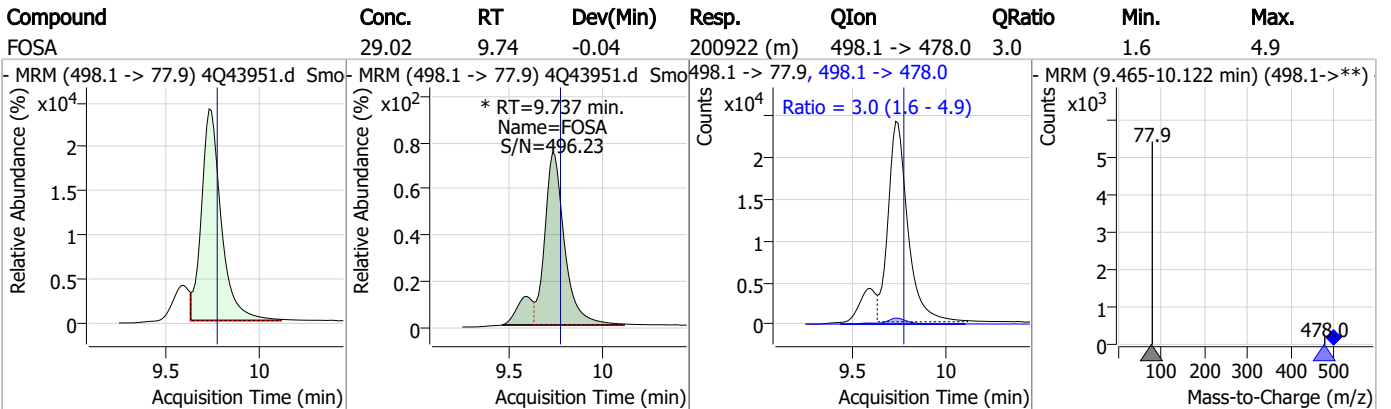 Compound Conc. RT Dev(Min) Resp. QIon QRatio Min. Max.
FOSA 29.02 9.74 -0.04 200922 (m) 498.1 -> 478.0 3.0 1.6 4.9
- MRM (498.1 -> 77.9) 4Q43951.d Smo
x10⁴
2
1.5
1
0.5
0
Relative Abundance (%)
9.5 10
Acquisition Time (min)
- MRM (498.1 -> 77.9) 4Q43951.d Smo
x10²
* RT=9.737 min.
Name=FOSA
S/N=496.23
1
0.8
0.6
0.4
0.2
0
Relative Abundance (%)
9.5 10
Acquisition Time (min)
498.1 -> 77.9, 498.1 -> 478.0
x10⁴
Ratio = 3.0 (1.6 - 4.9)
2
1.5
1
0.5
0
Counts
9.5 10
Acquisition Time (min)
- MRM (9.465-10.122 min) (498.1->**)
x10³
77.9
5
4
3
2
1
0
478.0
Counts
100 200 300 400 500
Mass-to-Charge (m/z)